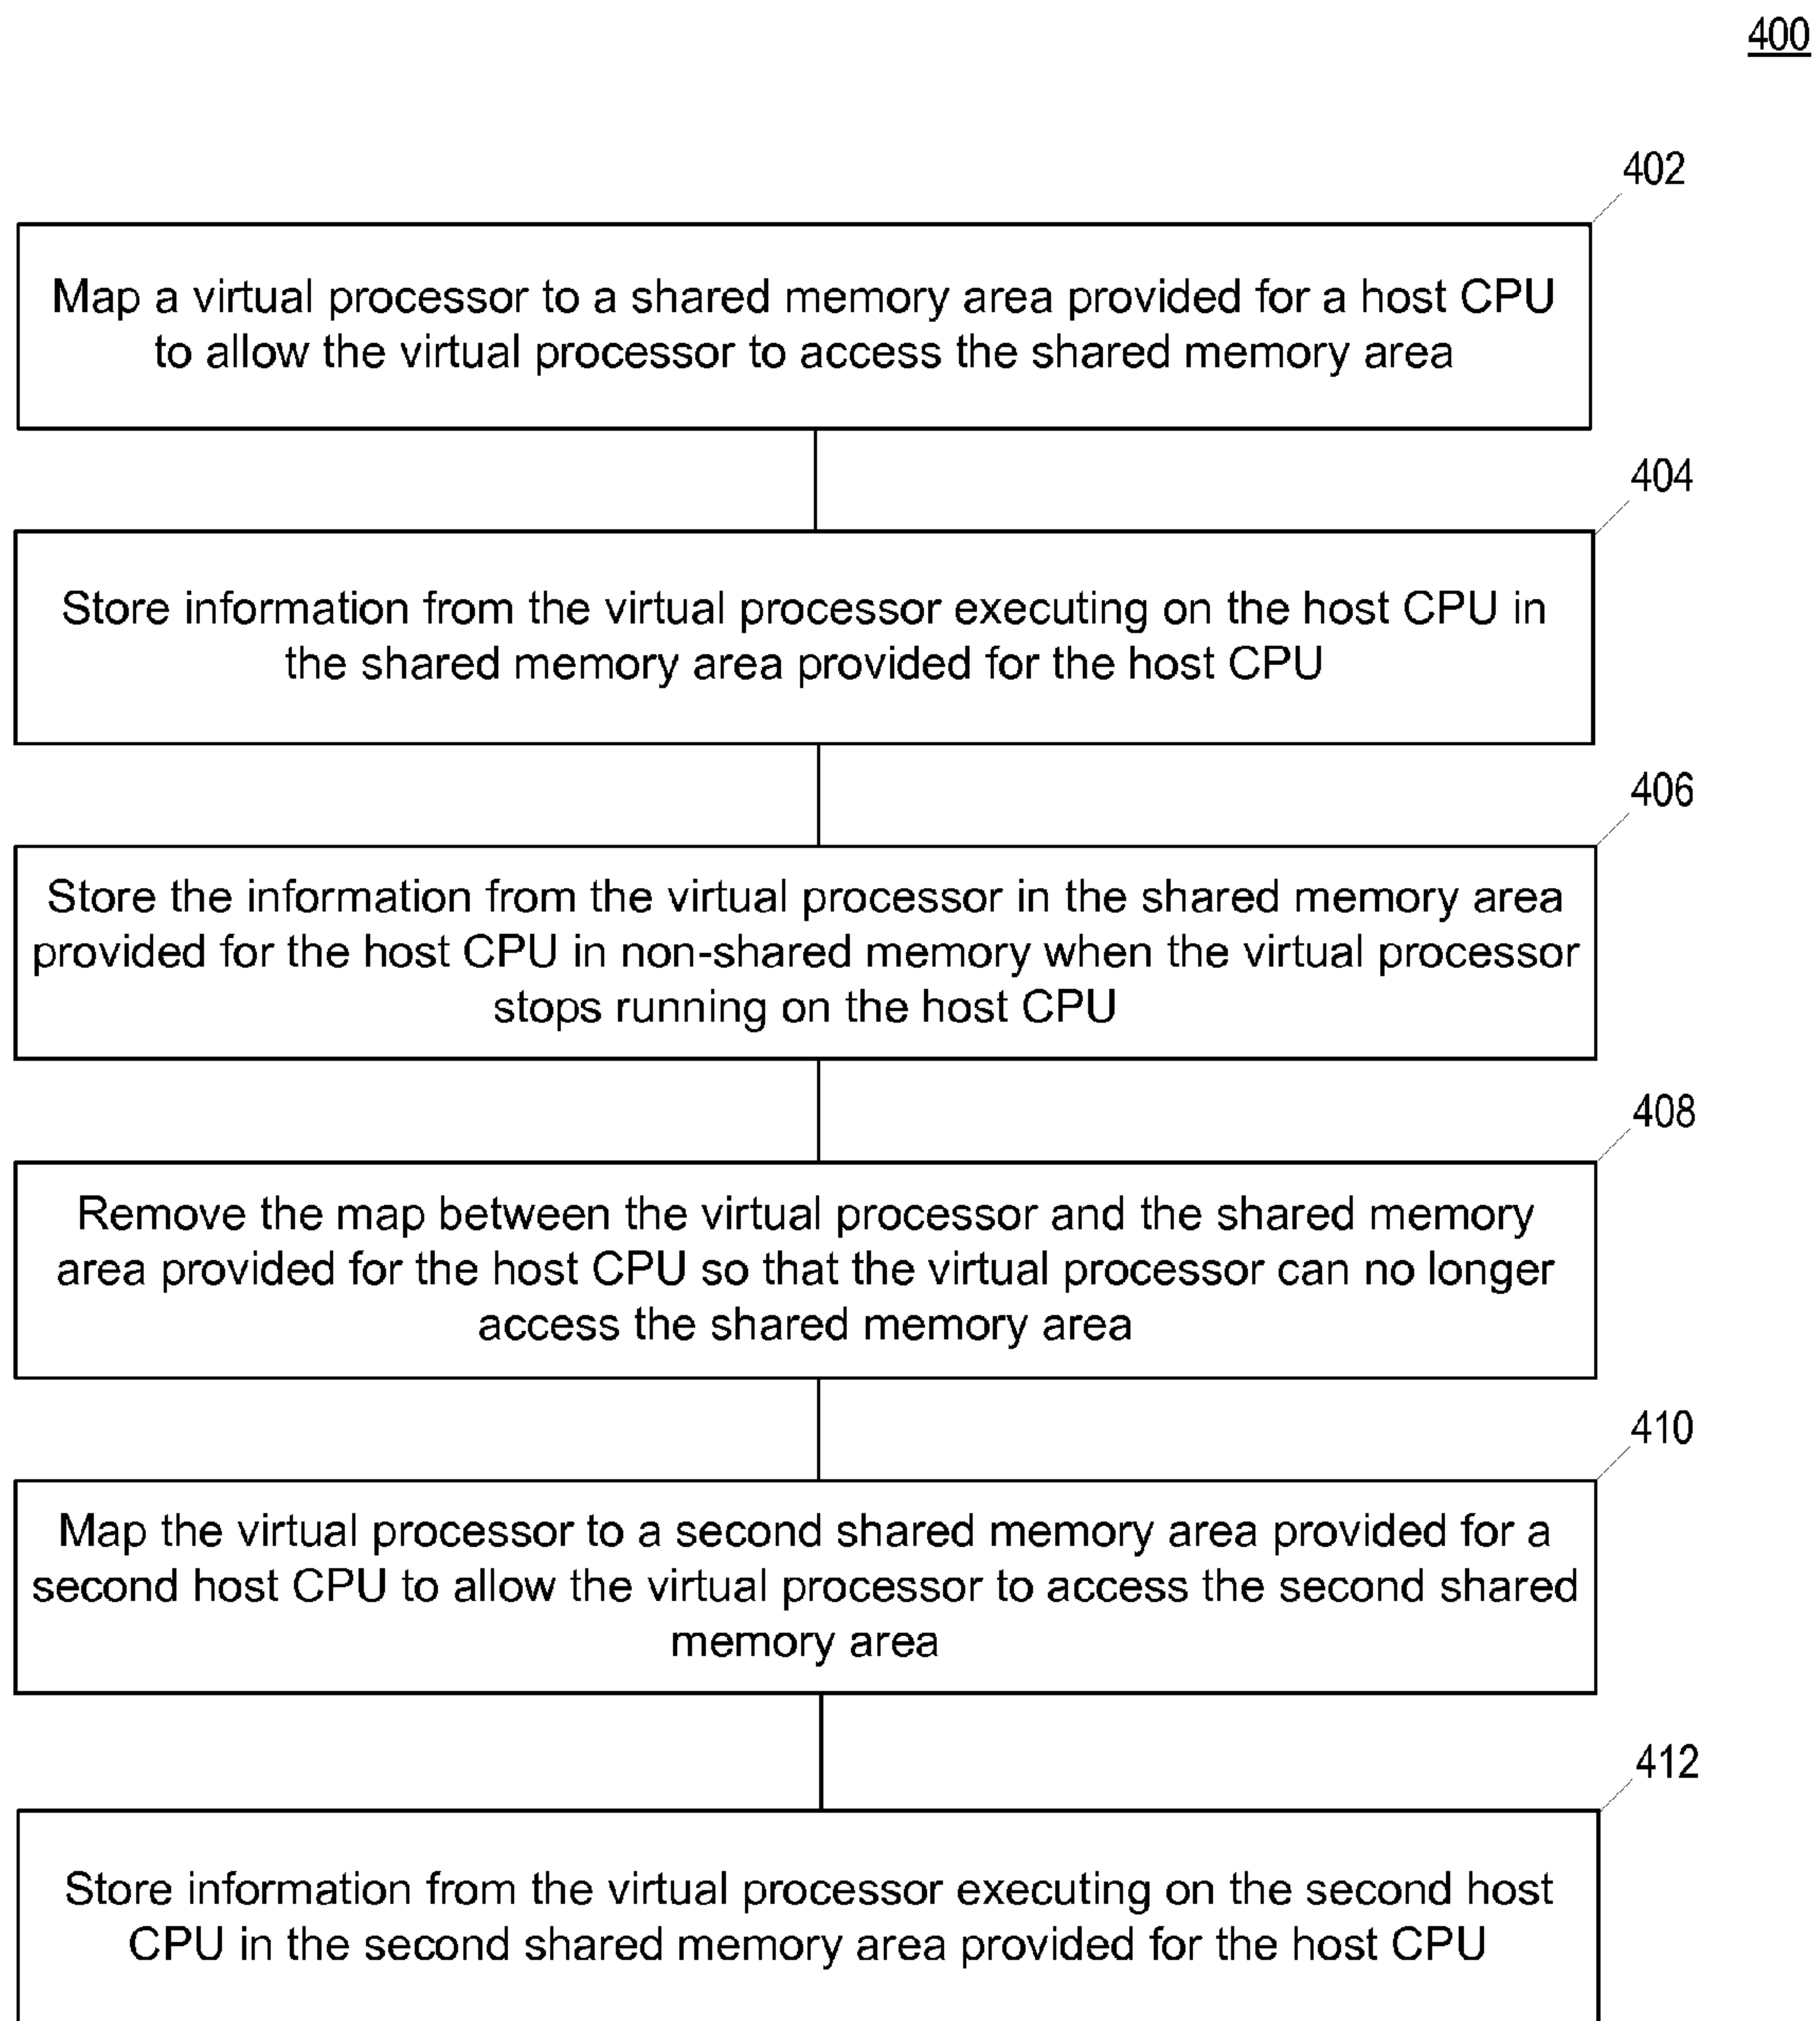 400
402
Map a virtual processor to a shared memory area provided for a host CPU
to allow the virtual processor to access the shared memory area
404
Store information from the virtual processor executing on the host CPU in
the shared memory area provided for the host CPU
406
Store the information from the virtual processor in the shared memory area
provided for the host CPU in non-shared memory when the virtual processor
stops running on the host CPU
408
Remove the map between the virtual processor and the shared memory
area provided for the host CPU so that the virtual processor can no longer
access the shared memory area
410
Map the virtual processor to a second shared memory area provided for a
second host CPU to allow the virtual processor to access the second shared
memory area
412
Store information from the virtual processor executing on the second host
CPU in the second shared memory area provided for the host CPU